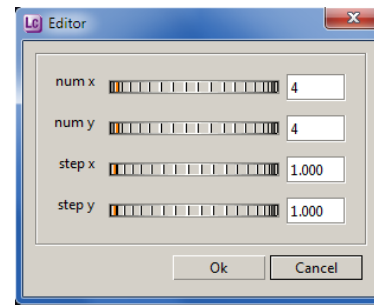 Lc Editor
num x 4
num y 4
step x 1.000
step y 1.000
Ok Cancel